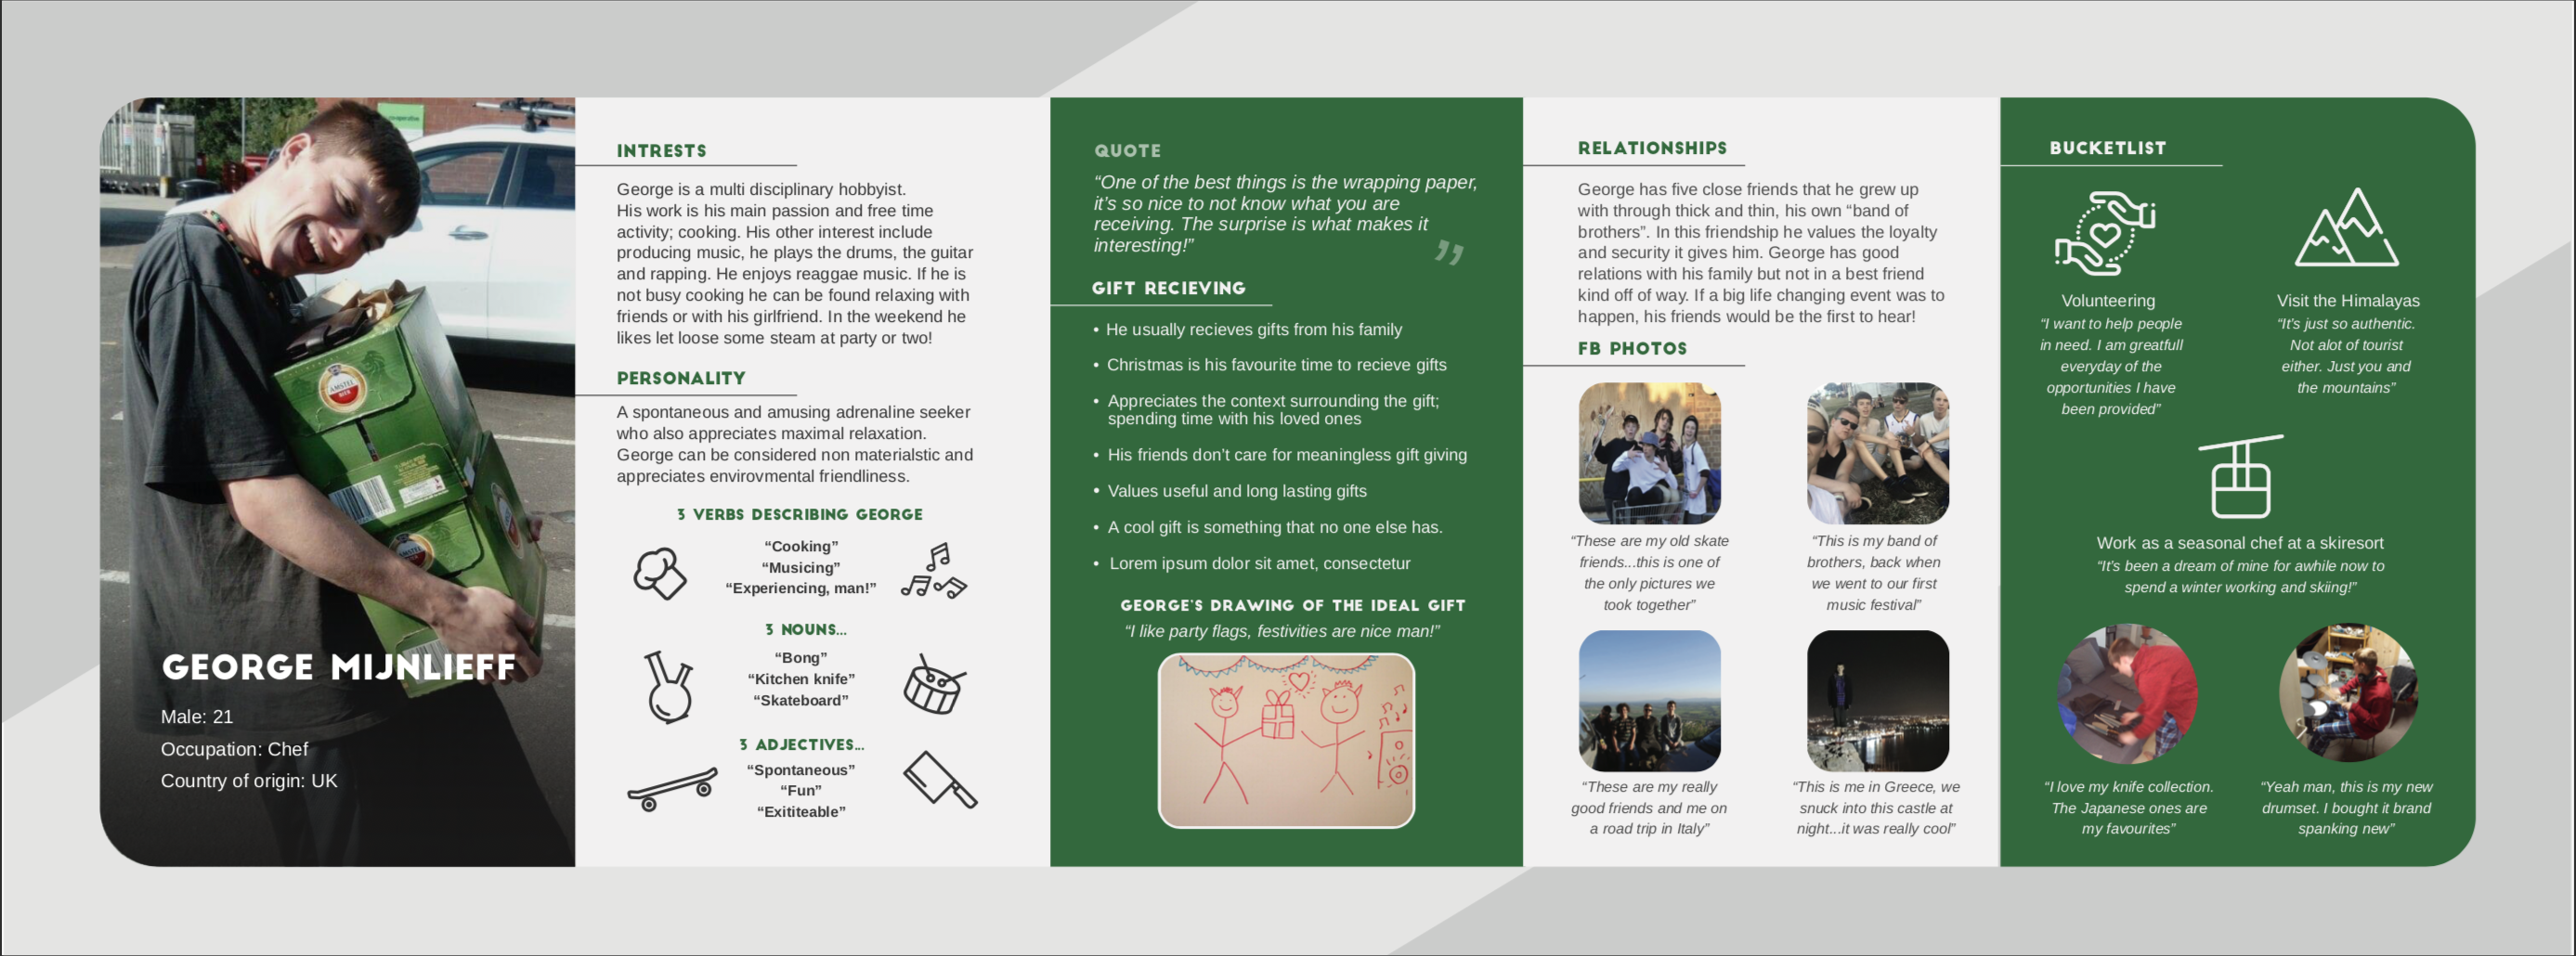 GEORGE MIJNLIEFF
Male: 21
Occupation: Chef
Country of origin: UK
AMSTEL
BEER
INTRESTS
George is a multi disciplinary hobbyist.
His work is his main passion and free time
activity; cooking. His other interest include
producing music, he plays the drums, the guitar
and rapping. He enjoys reaggae music. If he is
not busy cooking he can be found relaxing with
friends or with his girlfriend. In the weekend he
likes let loose some steam at party or two!
PERSONALITY
A spontaneous and amusing adrenaline seeker
who also appreciates maximal relaxation.
George can be considered non materialstic and
appreciates envirovmental friendliness.
3 VERBS DESCRIBING GEORGE
“Cooking”
“Musicing”
“Experiencing, man!”
3 NOUNS...
“Bong”
“Kitchen knife”
“Skateboard”
3 ADJECTIVES...
“Spontaneous”
“Fun”
“Exititeable”
QUOTE
“One of the best things is the wrapping paper,
it’s so nice to not know what you are
receiving. The surprise is what makes it
interesting!”
”
GIFT RECIEVING
• He usually recieves gifts from his family
• Christmas is his favourite time to recieve gifts
• Appreciates the context surrounding the gift;
spending time with his loved ones
• His friends don’t care for meaningless gift giving
• Values useful and long lasting gifts
• A cool gift is something that no one else has.
• Lorem ipsum dolor sit amet, consectetur
GEORGE’S DRAWING OF THE IDEAL GIFT
“I like party flags, festivities are nice man!”
RELATIONSHIPS
George has five close friends that he grew up
with through thick and thin, his own “band of
brothers”. In this friendship he values the loyalty
and security it gives him. George has good
relations with his family but not in a best friend
kind off of way. If a big life changing event was to
happen, his friends would be the first to hear!
FB PHOTOS
“These are my old skate
friends...this is one of
the only pictures we
took together”
“This is my band of
brothers, back when
we went to our first
music festival”
“These are my really
good friends and me on
a road trip in Italy”
“This is me in Greece, we
snuck into this castle at
night...it was really cool”
BUCKETLIST
Volunteering
“I want to help people
in need. I am greatfull
everyday of the
opportunities I have
been provided”
Visit the Himalayas
“It’s just so authentic.
Not alot of tourist
either. Just you and
the mountains”
Work as a seasonal chef at a skiresort
“It’s been a dream of mine for awhile now to
spend a winter working and skiing!”
“I love my knife collection.
The Japanese ones are
my favourites”
“Yeah man, this is my new
drumset. I bought it brand
spanking new”